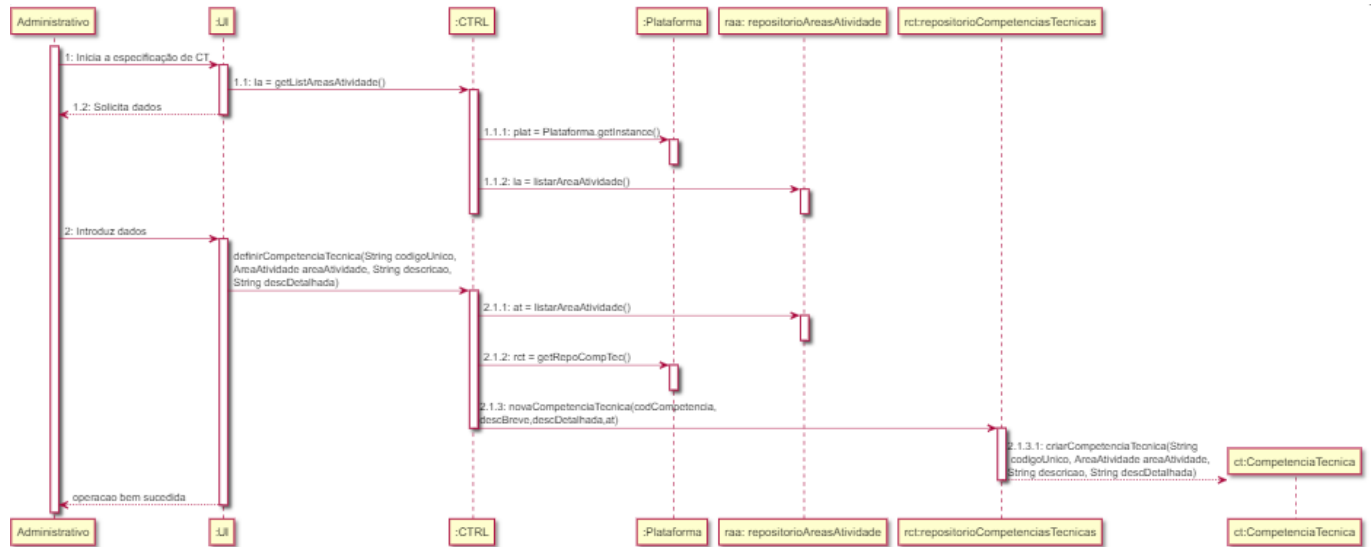 Administrativo
:UI
:CTRL
:Plataforma
raa: repositorioAreasAtividade
rct:repositorioCompetenciasTecnicas
1: Inicia a especificação de CT
1.1: la = getListAreasAtividade()
1.2: Solicita dados
1.1.1: plat = Plataforma.getInstance()
1.1.2: la = listarAreaAtividade()
2: Introduz dados
definirCompetenciaTecnica(String codigoUnico,
AreaAtividade areaAtividade, String descricao,
String descDetalhada)
2.1.1: at = listarAreaAtividade()
2.1.2: rct = getRepoCompTec()
2.1.3: novaCompetenciaTecnica(codCompetencia,
descBreve,descDetalhada,at)
2.1.3.1: criarCompetenciaTecnica(String
codigoUnico, AreaAtividade areaAtividade,
String descricao, String descDetalhada)
ct:CompetenciaTecnica
operacao bem sucedida
Administrativo
:UI
:CTRL
:Plataforma
raa: repositorioAreasAtividade
rct:repositorioCompetenciasTecnicas
ct:CompetenciaTecnica